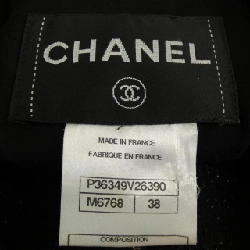 CHANEL
MADE IN FRANCE
FABRIQUE EN FRANCE
P36349V26390
M6768 38
COMPOSITION